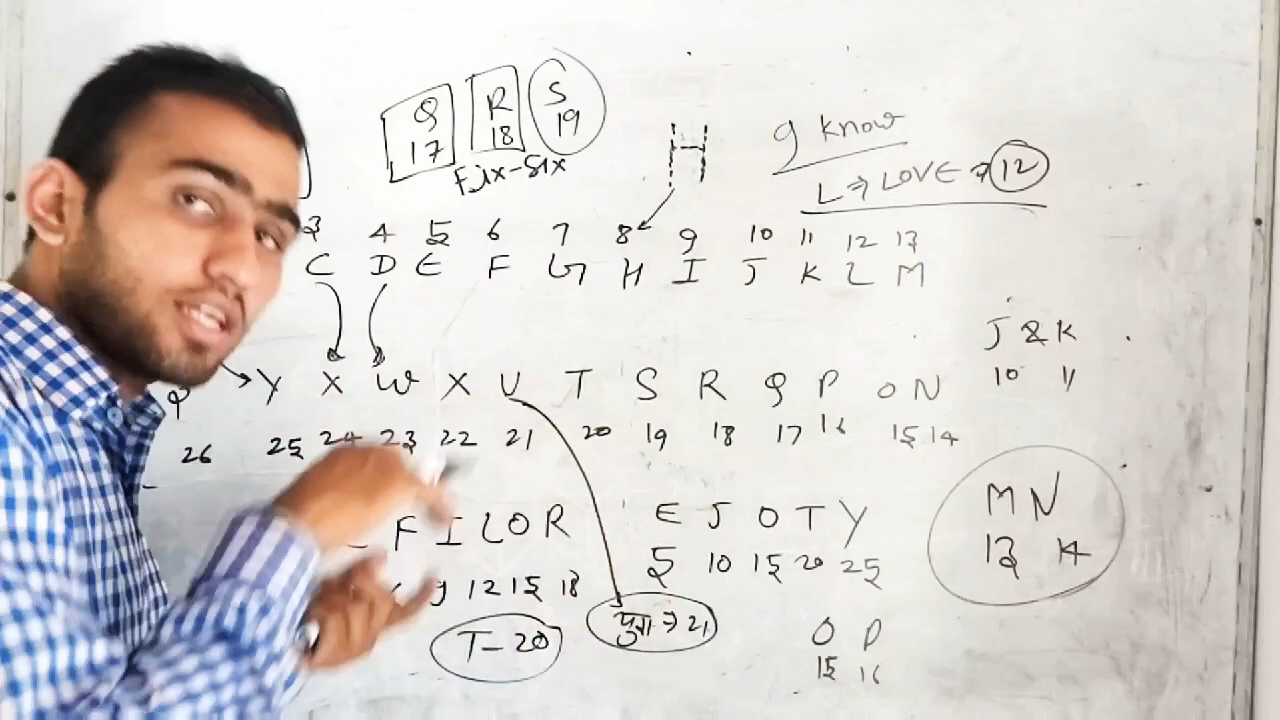 Q R S
17 18 19
Fix-Six
I know
L ⇒ LOVE ⇒ 12
3 4 5 6 7 8 9 10 11 12 13
C D E F G H I J K L M
H
J & K
10 11
Y X W X U T S R Q P O N
26 25 24 23 22 21 20 19 18 17 16 15 14
F I L O R
9 12 15 18
E J O T Y
5 10 15 20 25
M N
13 14
T-20
युवा ⇒ 21
O P
15 16